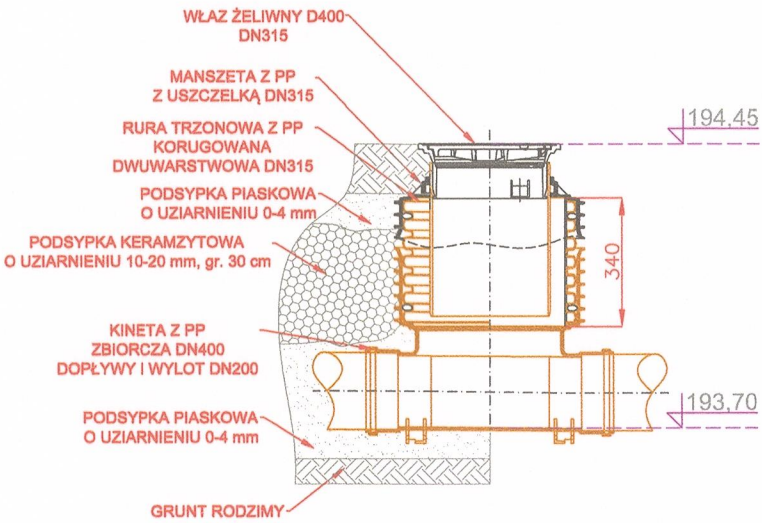 WŁAZ ŻELIWNY D400
DN315
MANSZETA Z PP
Z USZCZELKĄ DN315
RURA TRZONOWA Z PP
KORUGOWANA
DWUWARSTWOWA DN315
PODSYPKA PIASKOWA
O UZIARNIENIU 0-4 mm
PODSYPKA KERAMZYTOWA
O UZIARNIENIU 10-20 mm, gr. 30 cm
KINETA Z PP
ZBIORCZA DN400
DOPŁYWY I WYLOT DN200
PODSYPKA PIASKOWA
O UZIARNIENIU 0-4 mm
GRUNT RODZIMY
194,45
340
193,70